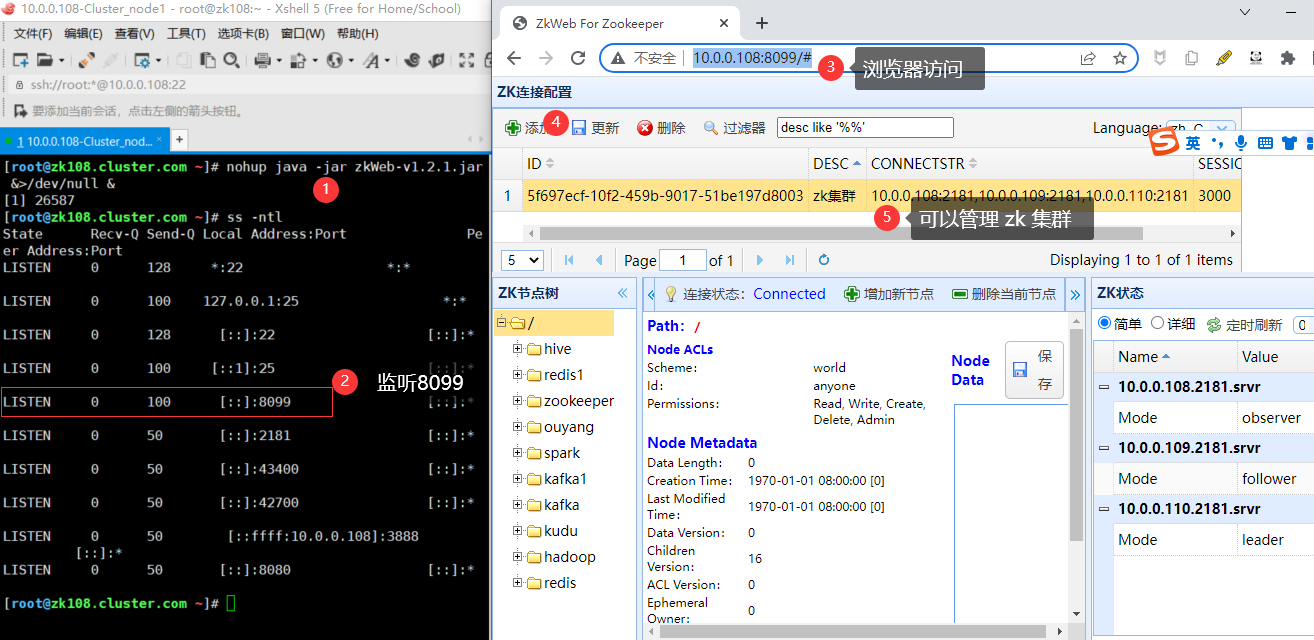 10.0.0.108-Cluster_node1 - root@zk108:~ - Xshell 5 (Free for Home/School)
文件(F) 编辑(E) 查看(V) 工具(T) 选项卡(B) 窗口(W) 帮助(H)
ssh://root:*@10.0.0.108:22
要添加当前会话，点击左侧的箭头按钮。
1 10.0.0.108-Cluster_nod...
[root@zk108.cluster.com ~]# nohup java -jar zkWeb-v1.2.1.jar
&>/dev/null &
1
[1] 26587
[root@zk108.cluster.com ~]# ss -ntl
State Recv-Q Send-Q Local Address:Port Pe
er Address:Port
LISTEN 0 128 *:22 *:*
LISTEN 0 100 127.0.0.1:25 *:*
LISTEN 0 128 [::]:22 [::]:*
LISTEN 0 100 [::1]:25 [::]:*
2 监听8099
LISTEN 0 100 [::]:8099 [::]:*
LISTEN 0 50 [::]:2181 [::]:*
LISTEN 0 50 [::]:43400 [::]:*
LISTEN 0 50 [::]:42700 [::]:*
LISTEN 0 50 [::ffff:10.0.0.108]:3888
[::]:*
LISTEN 0 50 [::]:8080 [::]:*
[root@zk108.cluster.com ~]#
ZkWeb For Zookeeper
不安全 10.0.0.108:8099/#
3 浏览器访问
ZK连接配置
4
添加 更新 删除 过滤器 desc like '%%' Language: zh_C
英
ID DESC CONNECTSTR SESSIC
1 5f697ecf-10f2-459b-9017-51be197d8003 zk集群 10.0.0.108:2181,10.0.0.109:2181,10.0.0.110:2181 3000
5 可以管理 zk 集群
5 Page 1 of 1 Displaying 1 to 1 of 1 items
ZK节点树
/
hive
redis1
zookeeper
ouyang
spark
kafka1
kafka
kudu
hadoop
redis
连接状态: Connected 增加新节点 删除当前节点
Path: /
Node ACLs
Scheme: world
Id: anyone
Permissions: Read, Write, Create,
Delete, Admin
Node Metadata
Data Length: 0
Creation Time: 1970-01-01 08:00:00 [0]
Last Modified
Time: 1970-01-01 08:00:00 [0]
Data Version: 0
Children
Version: 16
ACL Version: 0
Ephemeral
Owner: 0
Node
Data
保
存
ZK状态
简单 详细 定时刷新 0
Name Value
10.0.0.108.2181.srvr
Mode observer
10.0.0.109.2181.srvr
Mode follower
10.0.0.110.2181.srvr
Mode leader